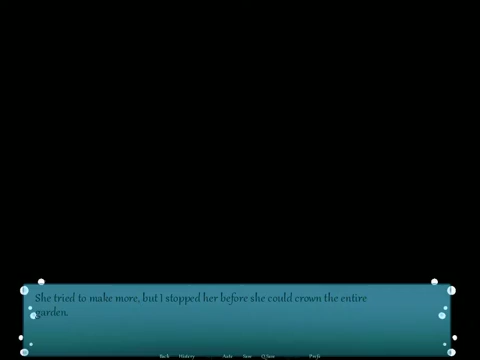 She tried to make more, but I stopped her before she could crown the entire
garden.
Back History Auto Save Q.Save Prefs